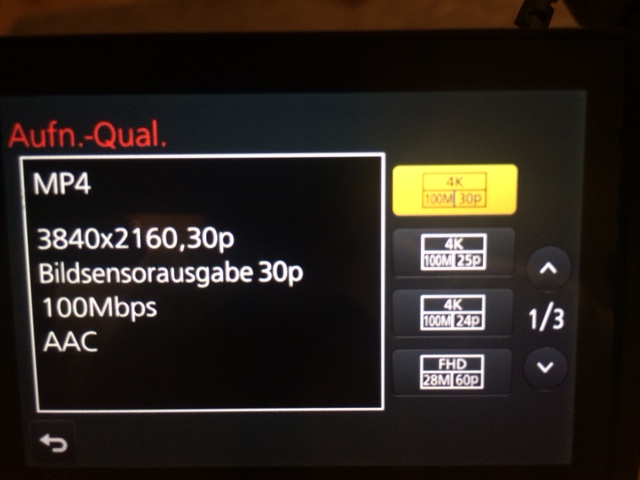 Aufn.-Qual.
MP4
3840x2160,30p
Bildsensorausgabe 30p
100Mbps
AAC
4K
100M 30p
4K
100M 25p
4K
100M 24p
FHD
28M 60p
1/3